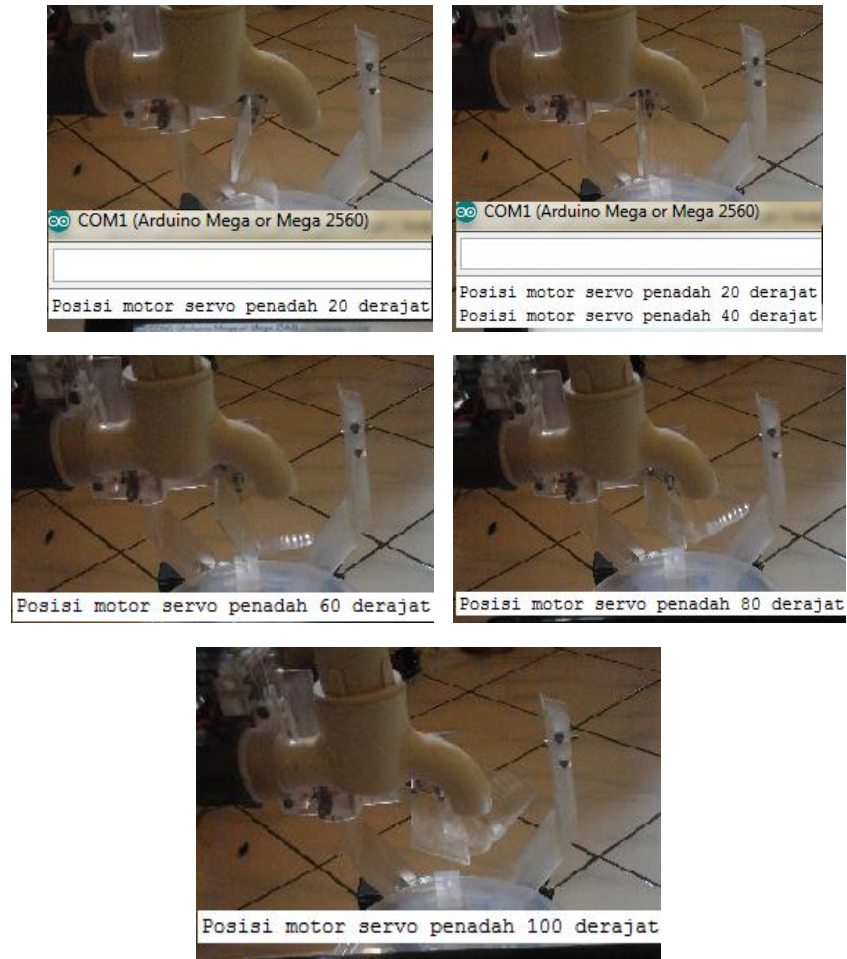 COM1 (Arduino Mega or Mega 2560)
Posisi motor servo penadah 20 derajat
COM1 (Arduino Mega or Mega 2560)
Posisi motor servo penadah 20 derajat
Posisi motor servo penadah 40 derajat
Posisi motor servo penadah 60 derajat
Posisi motor servo penadah 80 derajat
Posisi motor servo penadah 100 derajat